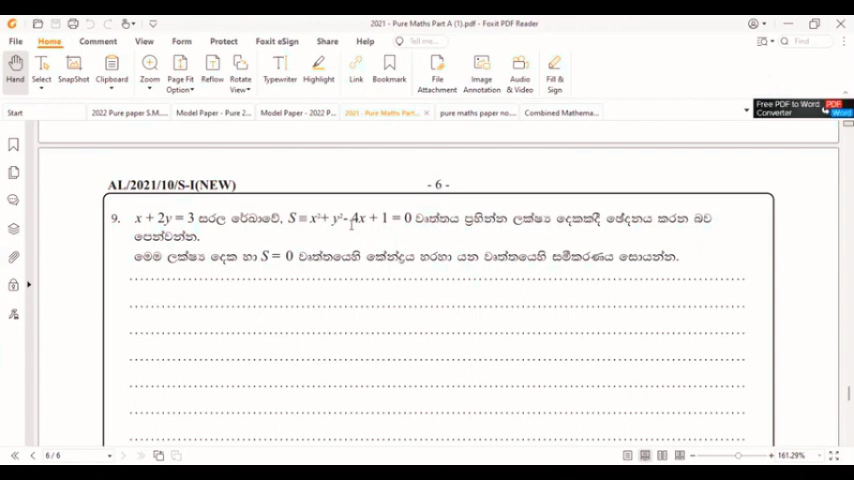 2021 - Pure Maths Part A (1).pdf - Foxit PDF Reader
File Home Comment View Form Protect Foxit eSign Share Help Tell me... Find
Hand Select SnapShot Clipboard Zoom Page Fit Option Reflow Rotate View Typewriter Highlight Link Bookmark File Attachment Image Annotation Audio & Video Fill & Sign
Start 2022 Pure paper S.M.... Model Paper - Pure 2... Model Paper - 2022 P... 2021 - Pure Maths Part... pure maths paper no.... Combined Mathema... Free PDF to Word Converter PDF Word
AL/2021/10/S-I(NEW) - 6 -
9. x + 2y = 3 සරල රේඛාවේ, S ≡ x²+ y²- 4x + 1 = 0 වෘත්තය ප්‍රභින්න ලක්ෂ්‍ය දෙකකදී ඡේදනය කරන බව
පෙන්වන්න.
මෙම ලක්ෂ්‍ය දෙක හා S = 0 වෘත්තයෙහි කේන්ද්‍රය හරහා යන වෘත්තයෙහි සමීකරණය සොයන්න.
6 / 6 161.29%